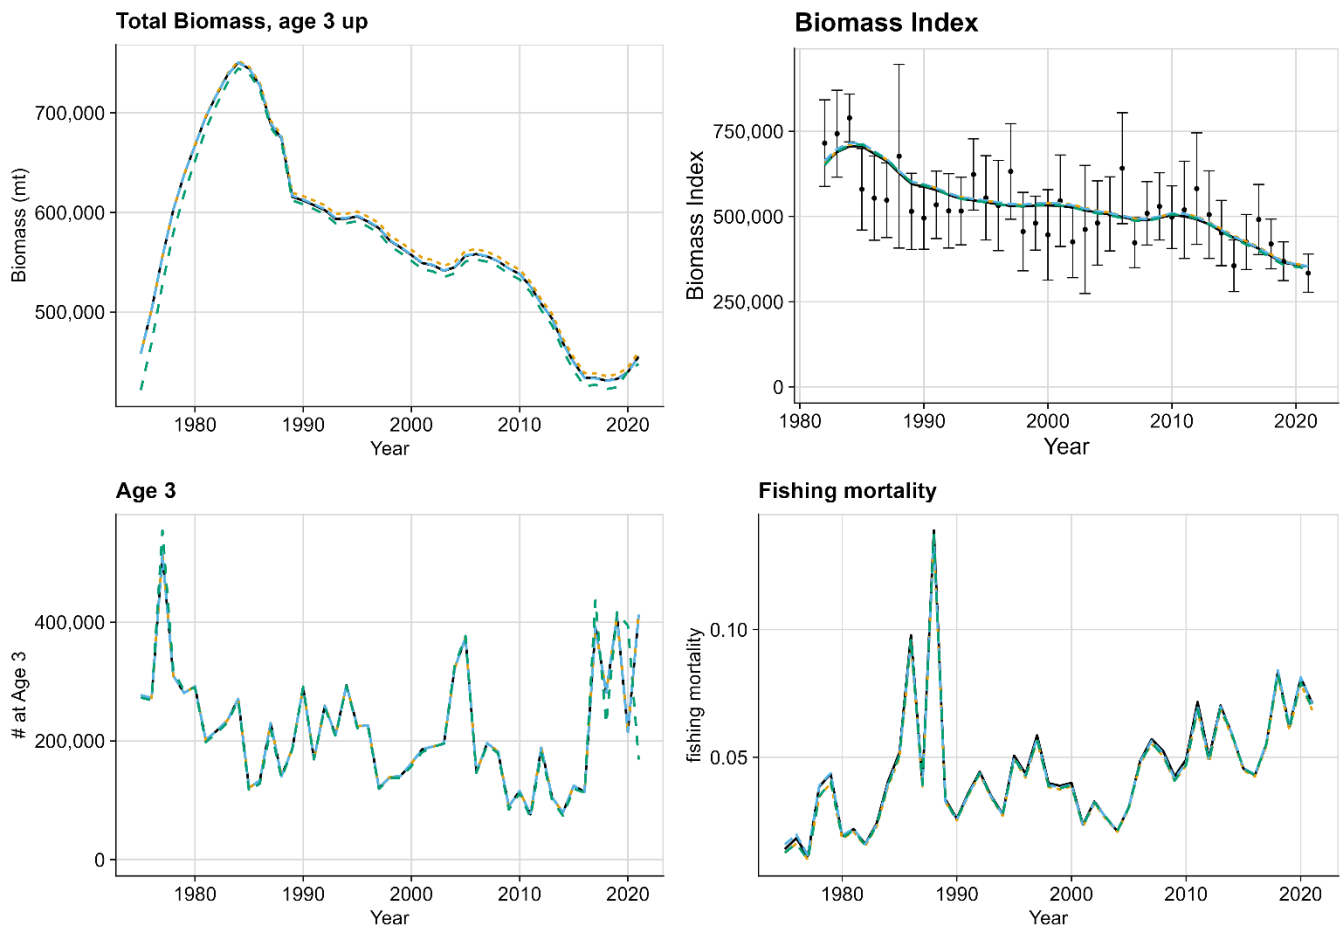 Total Biomass, age 3 up
Biomass (mt)
700,000
600,000
500,000
1980
1990
2000
2010
2020
Year
Biomass Index
Biomass Index
750,000
500,000
250,000
0
1980
1990
2000
2010
2020
Year
Age 3
# at Age 3
400,000
200,000
0
1980
1990
2000
2010
2020
Year
Fishing mortality
fishing mortality
0.10
0.05
1980
1990
2000
2010
2020
Year